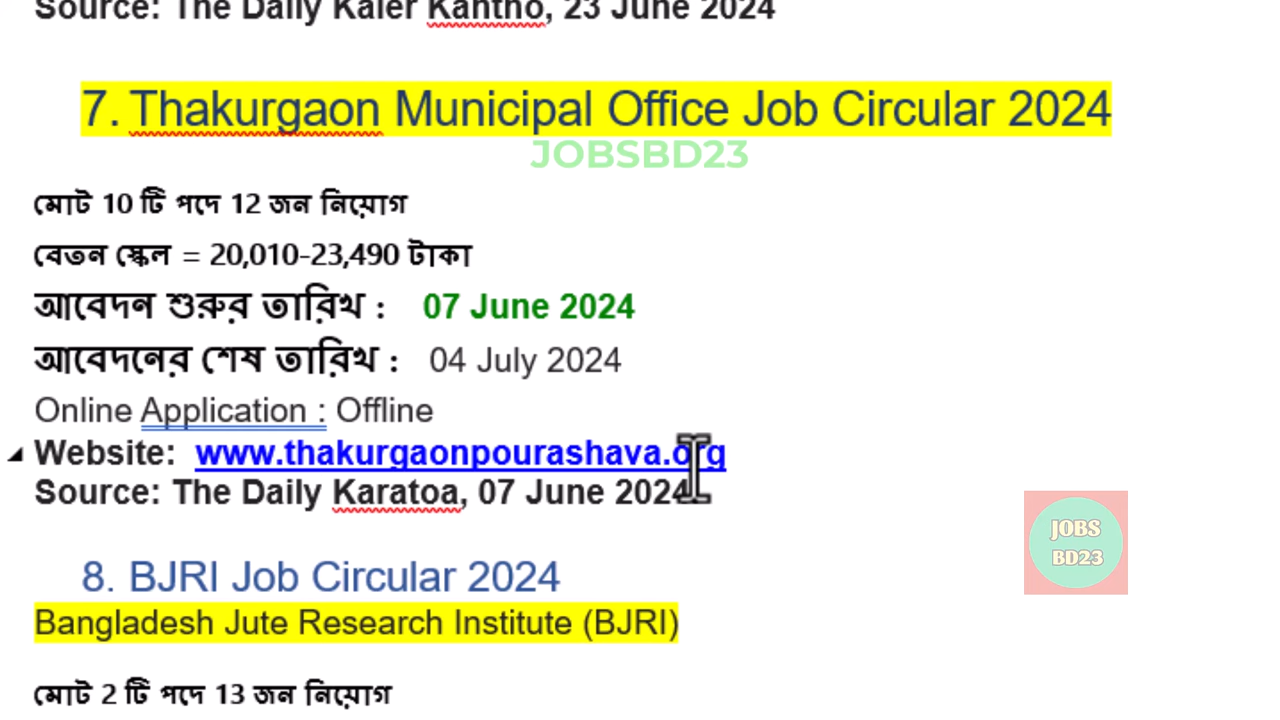 Source: The Daily Kaler Kantho, 23 June 2024
7. Thakurgaon Municipal Office Job Circular 2024
JOBSBD23
মোট 10 টি পদে 12 জন নিয়োগ
বেতন স্কেল = 20,010-23,490 টাকা
আবেদন শুরুর তারিখ : 07 June 2024
আবেদনের শেষ তারিখ : 04 July 2024
Online Application : Offline
Website: www.thakurgaonpourashava.org
Source: The Daily Karatoa, 07 June 2024
JOBS
BD23
8. BJRI Job Circular 2024
Bangladesh Jute Research Institute (BJRI)
মোট 2 টি পদে 13 জন নিয়োগ